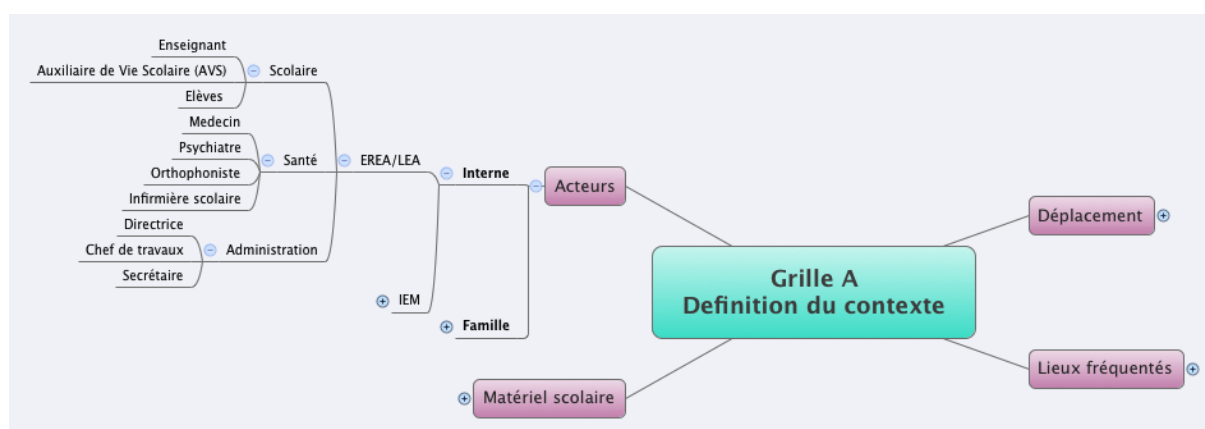 Enseignant
Auxiliaire de Vie Scolaire (AVS)
Elèves
Scolaire
Medecin
Psychiatre
Orthophoniste
Infirmière scolaire
Santé
Directrice
Chef de travaux
Secrétaire
Administration
EREA/LEA
IEM
Interne
Famille
Acteurs
Matériel scolaire
Grille A
Definition du contexte
Déplacement
Lieux fréquentés